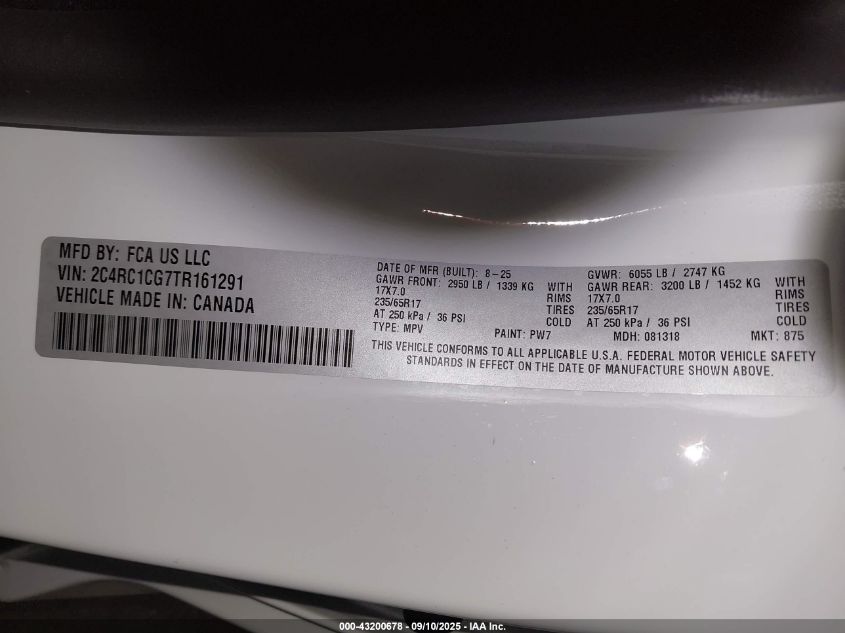 MFD BY: FCA US LLC
VIN: 2C4RC1CG7TR161291
VEHICLE MADE IN: CANADA
DATE OF MFR (BUILT): 8-25
GAWR FRONT: 2950 LB / 1339 KG WITH
17X7.0 RIMS
235/65R17 TIRES
AT 250 kPa / 36 PSI COLD
TYPE: MPV PAINT: PW7
GVWR: 6055 LB / 2747 KG
GAWR REAR: 3200 LB / 1452 KG WITH
17X7.0 RIMS
235/65R17 TIRES
AT 250 kPa / 36 PSI COLD
MDH: 081318 MKT: 875
THIS VEHICLE CONFORMS TO ALL APPLICABLE U.S.A. FEDERAL MOTOR VEHICLE SAFETY
STANDARDS IN EFFECT ON THE DATE OF MANUFACTURE SHOWN ABOVE.
000-43200678 - 09/10/2025 - IAA Inc.